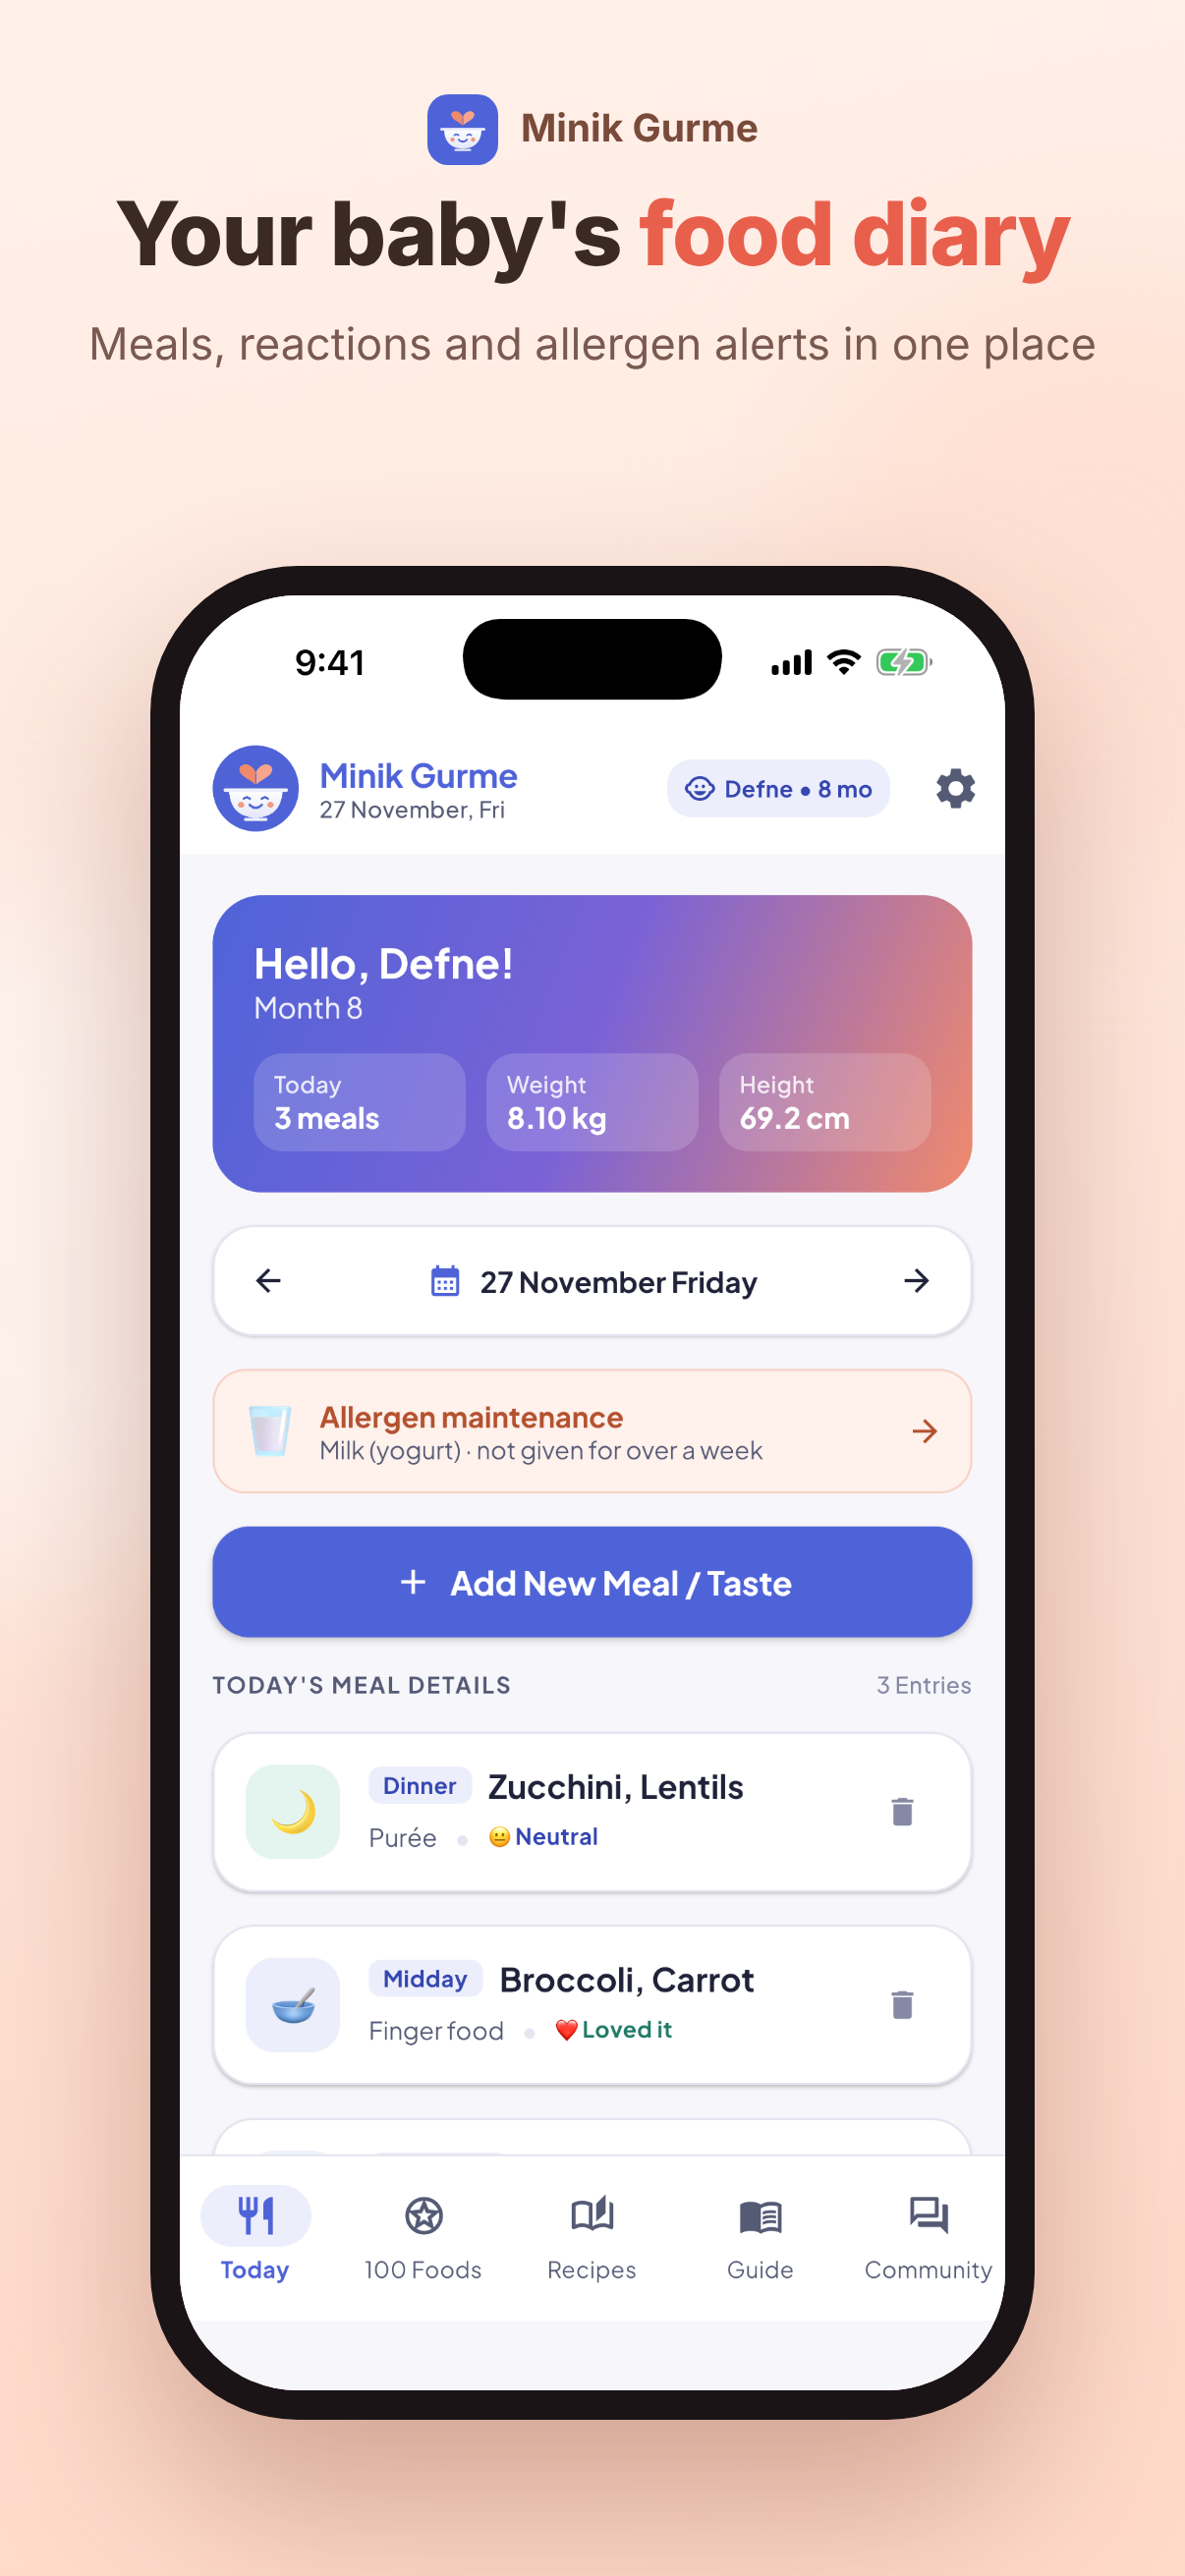 Minik Gurme
Your baby's food diary
Meals, reactions and allergen alerts in one place
9:41
Minik Gurme
27 November, Fri
Defne • 8 mo
Hello, Defne!
Month 8
Today
3 meals
Weight
8.10 kg
Height
69.2 cm
27 November Friday
Allergen maintenance
Milk (yogurt) · not given for over a week
+ Add New Meal / Taste
TODAY'S MEAL DETAILS
3 Entries
Dinner Zucchini, Lentils
Purée • Neutral
Midday Broccoli, Carrot
Finger food • Loved it
Today
100 Foods
Recipes
Guide
Community